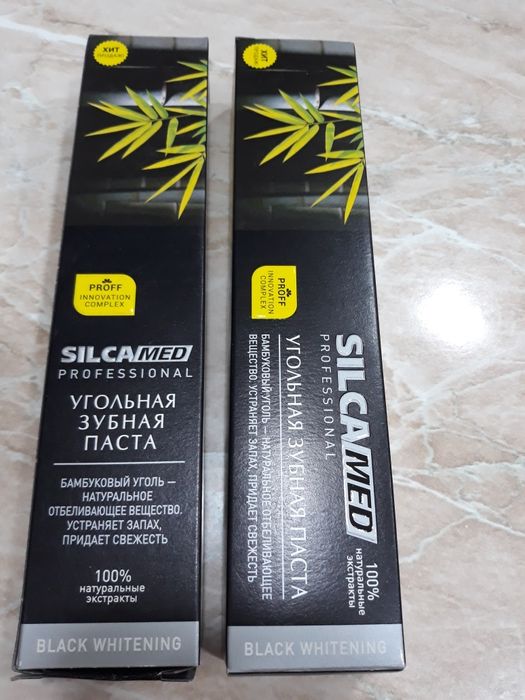 ХИТ
ПРОДАЖ!
PROFF
INNOVATION
COMPLEX
SILCAMED
PROFESSIONAL
УГОЛЬНАЯ
ЗУБНАЯ
ПАСТА
БАМБУКОВЫЙ УГОЛЬ –
НАТУРАЛЬНОЕ
ОТБЕЛИВАЮЩЕЕ ВЕЩЕСТВО.
УСТРАНЯЕТ ЗАПАХ,
ПРИДАЕТ СВЕЖЕСТЬ
100%
натуральные
экстракты
BLACK WHITENING
ХИТ
ПРОДАЖ!
PROFF
INNOVATION
COMPLEX
SILCAMED
PROFESSIONAL
УГОЛЬНАЯ ЗУБНАЯ ПАСТА
БАМБУКОВЫЙ УГОЛЬ – НАТУРАЛЬНОЕ ОТБЕЛИВАЮЩЕЕ
ВЕЩЕСТВО. УСТРАНЯЕТ ЗАПАХ, ПРИДАЕТ СВЕЖЕСТЬ
100%
натуральные
экстракты
BLACK WHITENING